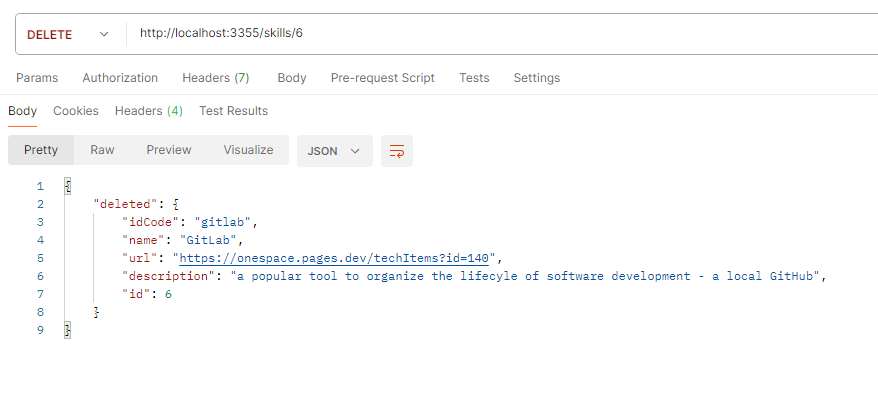 DELETE http://localhost:3355/skills/6
Params Authorization Headers (7) Body Pre-request Script Tests Settings
Body Cookies Headers (4) Test Results
Pretty Raw Preview Visualize JSON
1 {
2 "deleted": {
3 "idCode": "gitlab",
4 "name": "GitLab",
5 "url": "https://onespace.pages.dev/techItems?id=140",
6 "description": "a popular tool to organize the lifecyle of software development - a local GitHub",
7 "id": 6
8 }
9 }